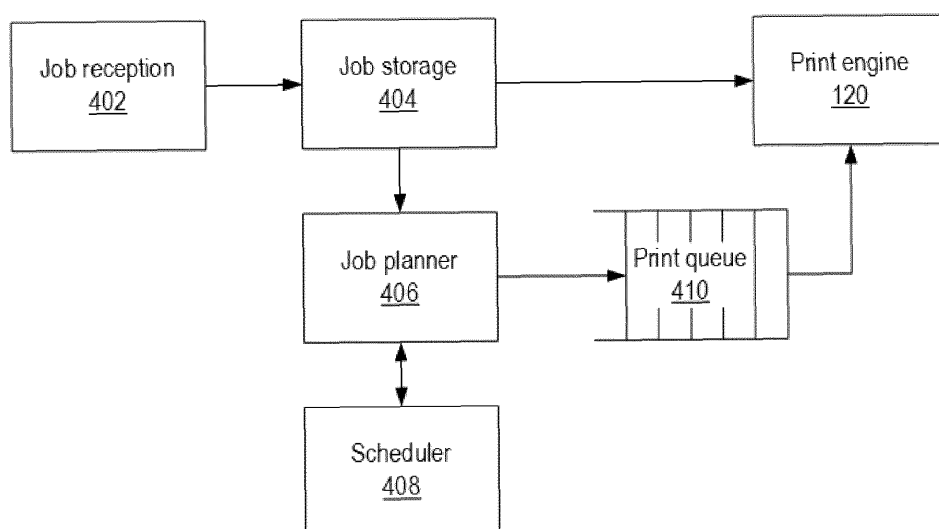 Job reception
402
Job storage
404
Print engine
120
Job planner
406
Print queue
410
Scheduler
408